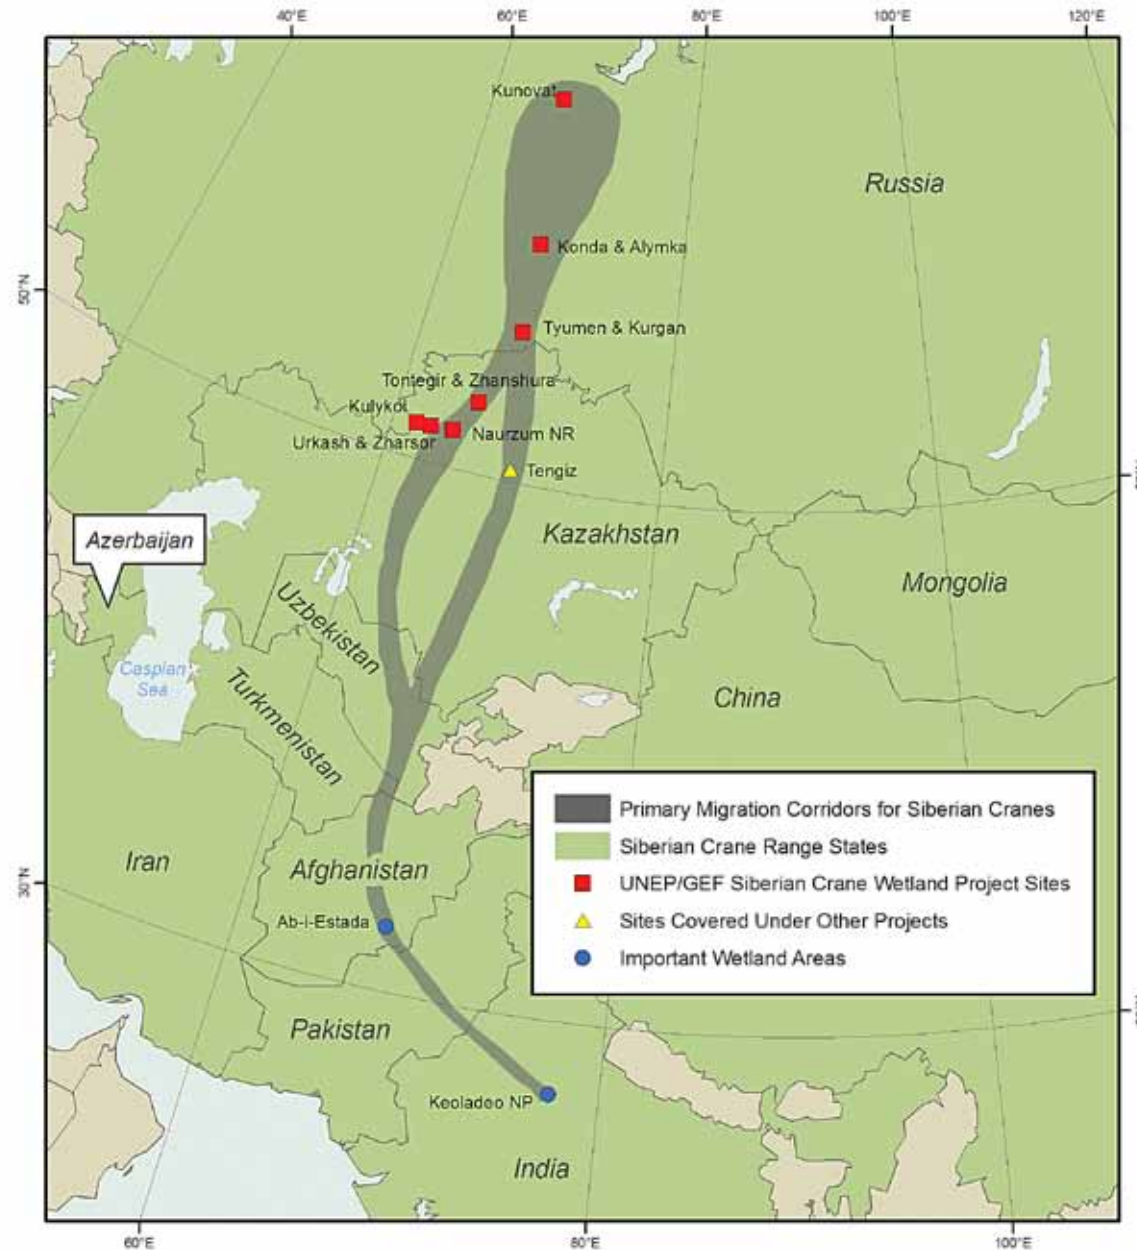 40°E
60°E
80°E
100°E
120°E
Kunovat
Russia
Konda & Alymka
50°N
Tyumen & Kurgan
Tontegir & Zhanshura
Kulykol
Urkash & Zharsor
Naurzum NR
Tengiz
Kazakhstan
Azerbaijan
Mongolia
Uzbekistan
Caspian
Sea
Turkmenistan
China
Primary Migration Corridors for Siberian Cranes
Siberian Crane Range States
UNEP/GEF Siberian Crane Wetland Project Sites
Sites Covered Under Other Projects
Important Wetland Areas
Iran
Afghanistan
30°N
Ab-i-Estada
Pakistan
Keoladeo NP
India
60°E
80°E
100°E